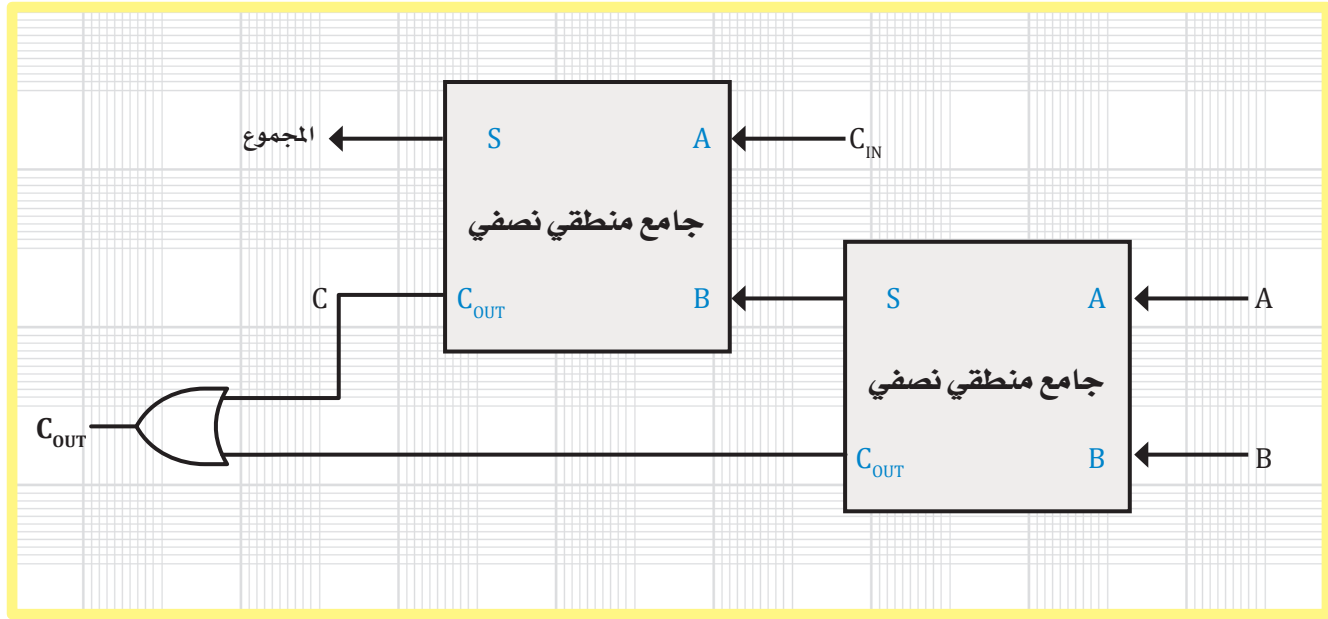 المجموع S A C_IN
جامع منطقي نصفي
C C_OUT B S A A
جامع منطقي نصفي
C_OUT
C_OUT B B